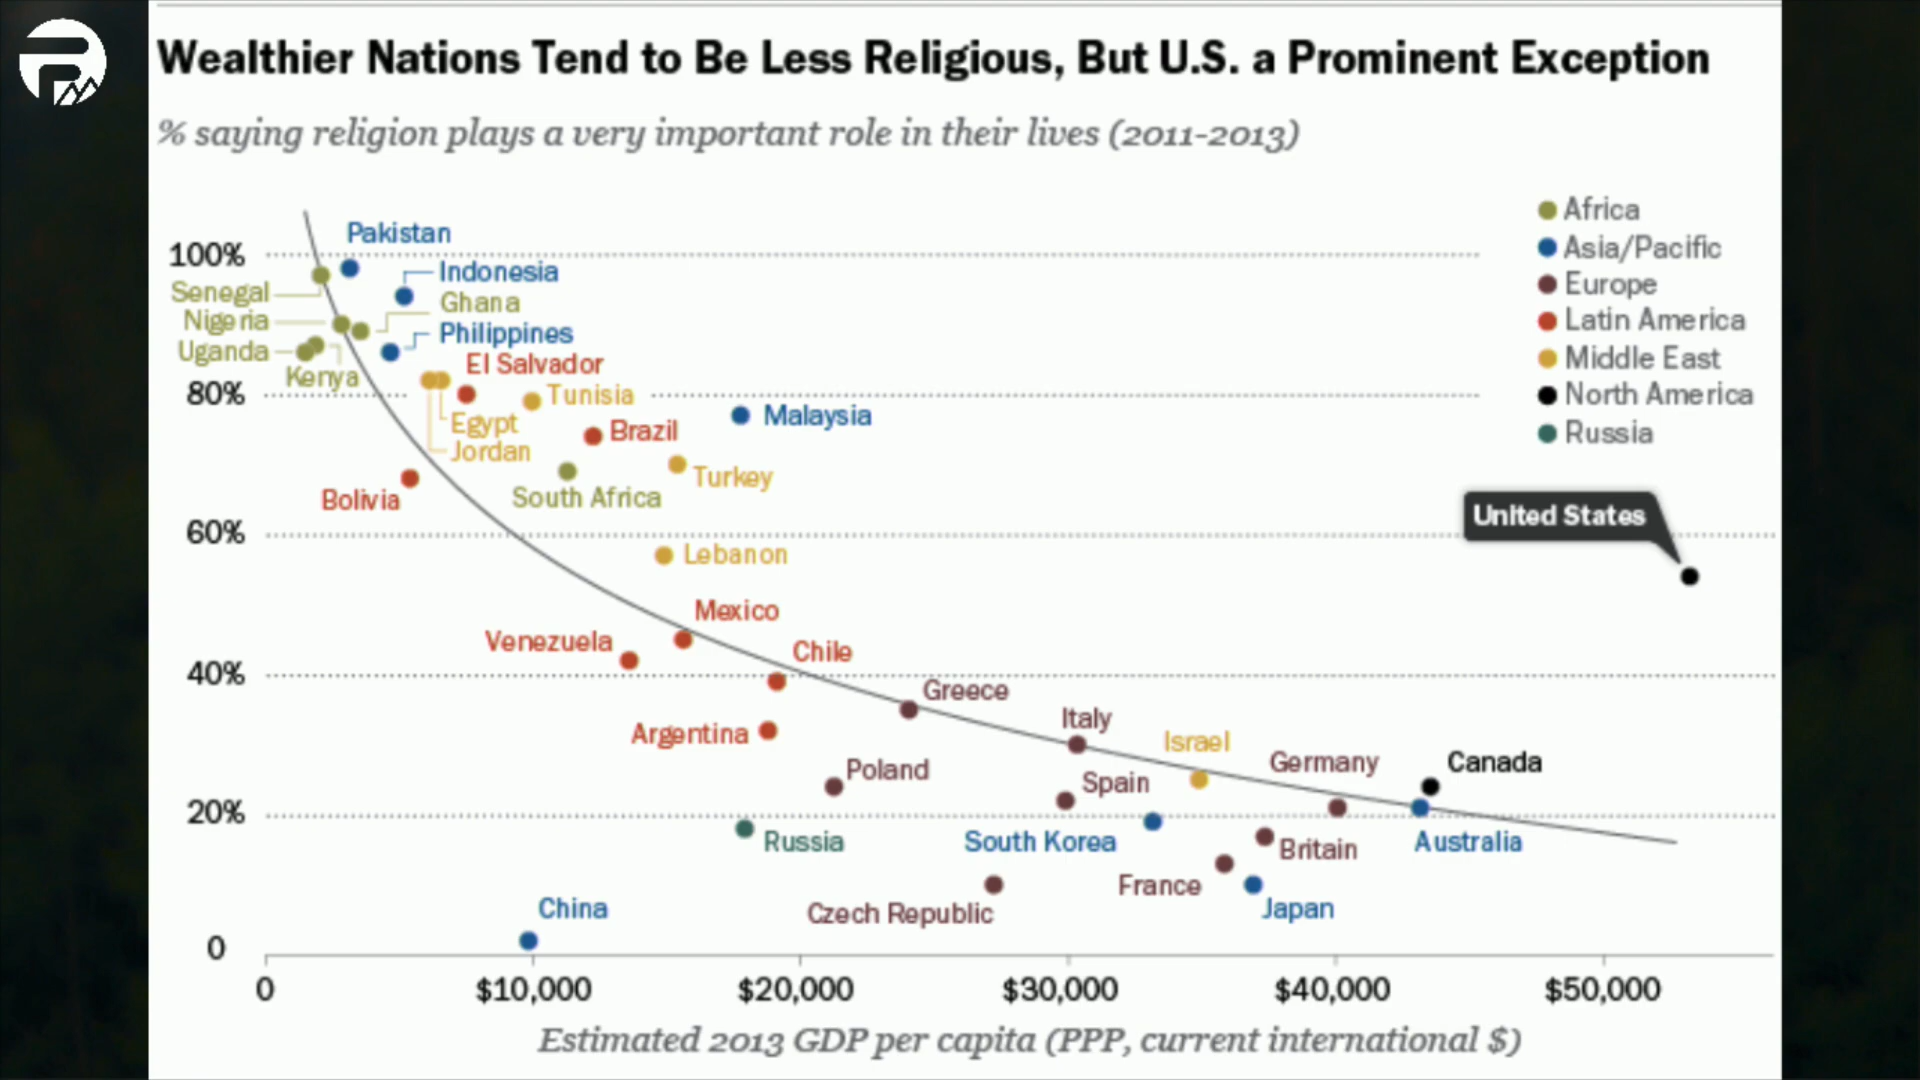 Wealthier Nations Tend to Be Less Religious, But U.S. a Prominent Exception
% saying religion plays a very important role in their lives (2011-2013)
Africa
Asia/Pacific
Europe
Latin America
Middle East
North America
Russia
100%
80%
60%
40%
20%
0
Pakistan
Indonesia
Senegal
Ghana
Nigeria
Philippines
Uganda
El Salvador
Kenya
Tunisia
Malaysia
Egypt
Brazil
Jordan
Turkey
Bolivia
South Africa
United States
Lebanon
Mexico
Venezuela
Chile
Greece
Italy
Argentina
Israel
Germany
Canada
Poland
Spain
Russia
South Korea
Australia
Britain
France
China
Czech Republic
Japan
0
$10,000
$20,000
$30,000
$40,000
$50,000
Estimated 2013 GDP per capita (PPP, current international $)